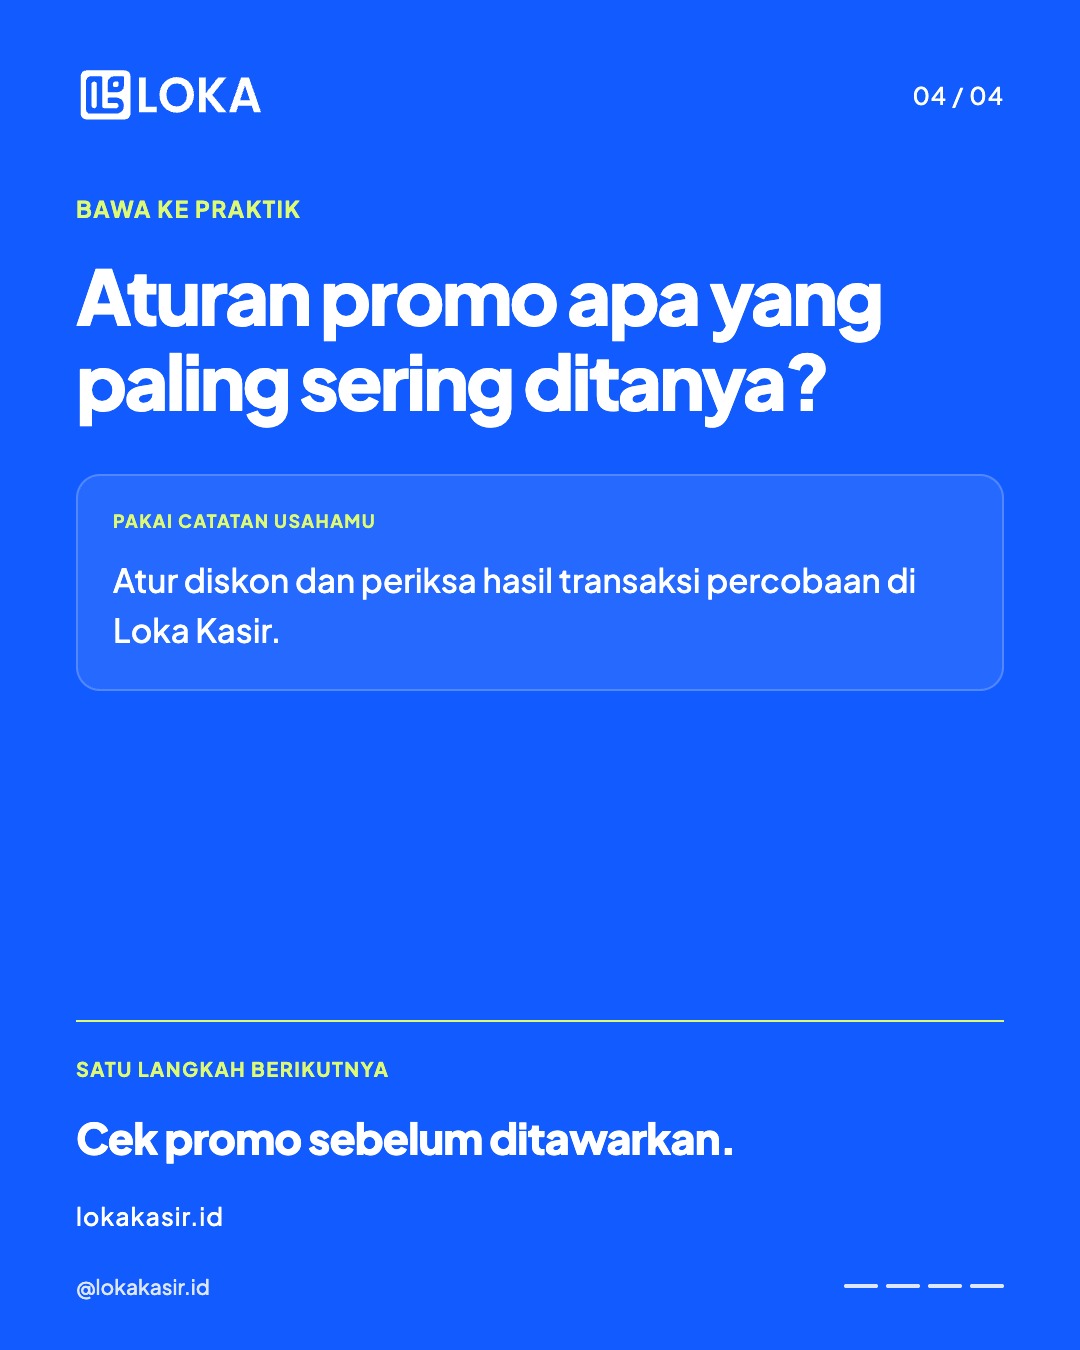 LOKA
04 / 04
BAWA KE PRAKTIK
Aturan promo apa yang
paling sering ditanya?
PAKAI CATATAN USAHAMU
Atur diskon dan periksa hasil transaksi percobaan di
Loka Kasir.
SATU LANGKAH BERIKUTNYA
Cek promo sebelum ditawarkan.
lokakasir.id
@lokakasir.id